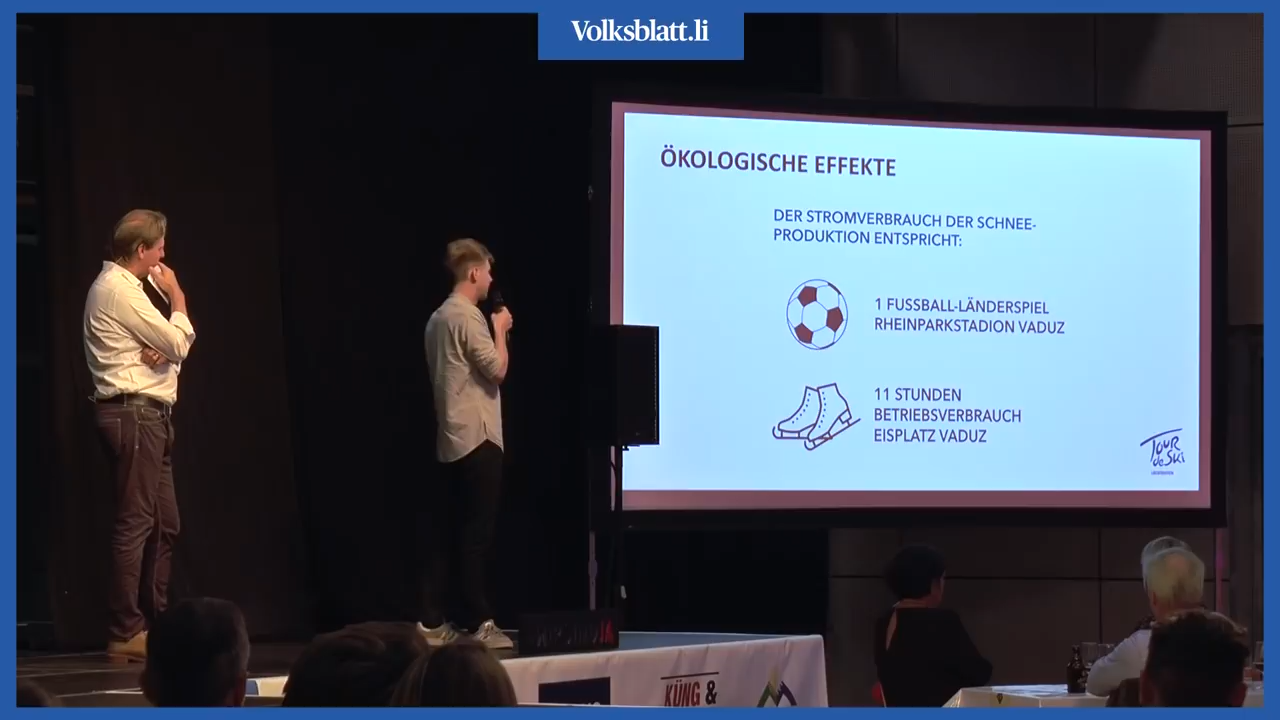 Volksblatt.li
ÖKOLOGISCHE EFFEKTE
DER STROMVERBRAUCH DER SCHNEE-
PRODUKTION ENTSPRICHT:
1 FUSSBALL-LÄNDERSPIEL
RHEINPARKSTADION VADUZ
11 STUNDEN
BETRIEBSVERBRAUCH
EISPLATZ VADUZ
TOUR
de SKi
KÜNG &